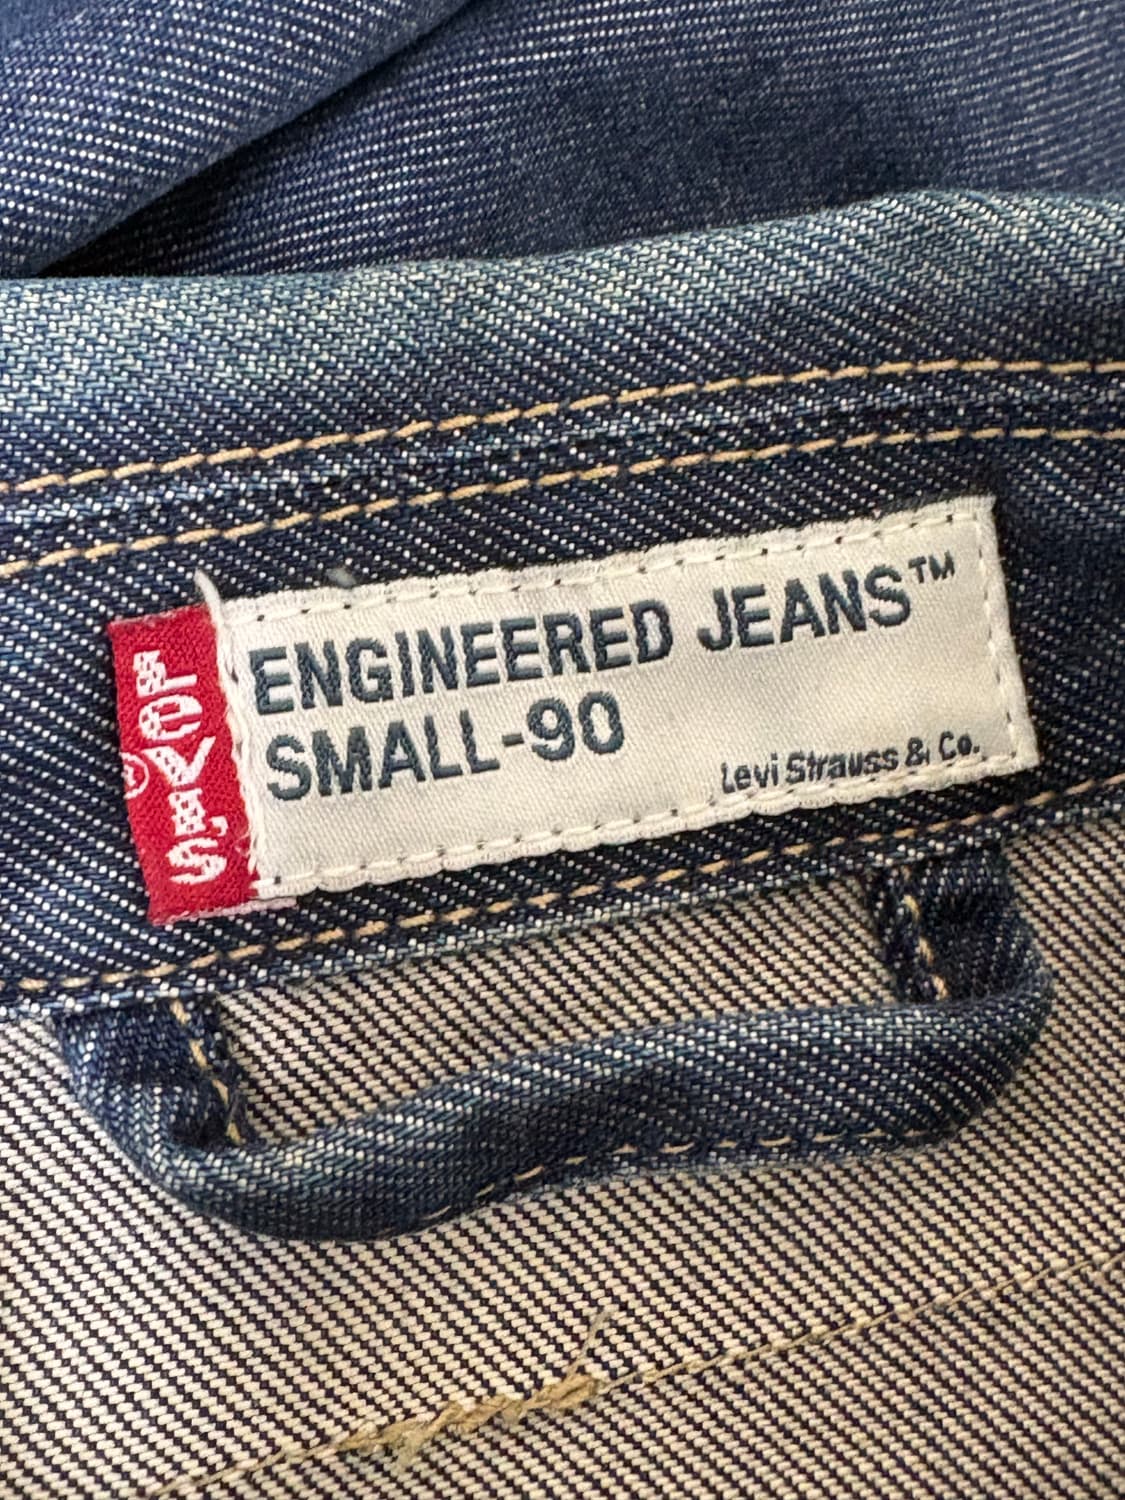 LEVI'S
®
ENGINEERED JEANS™
SMALL-90
Levi Strauss & Co.